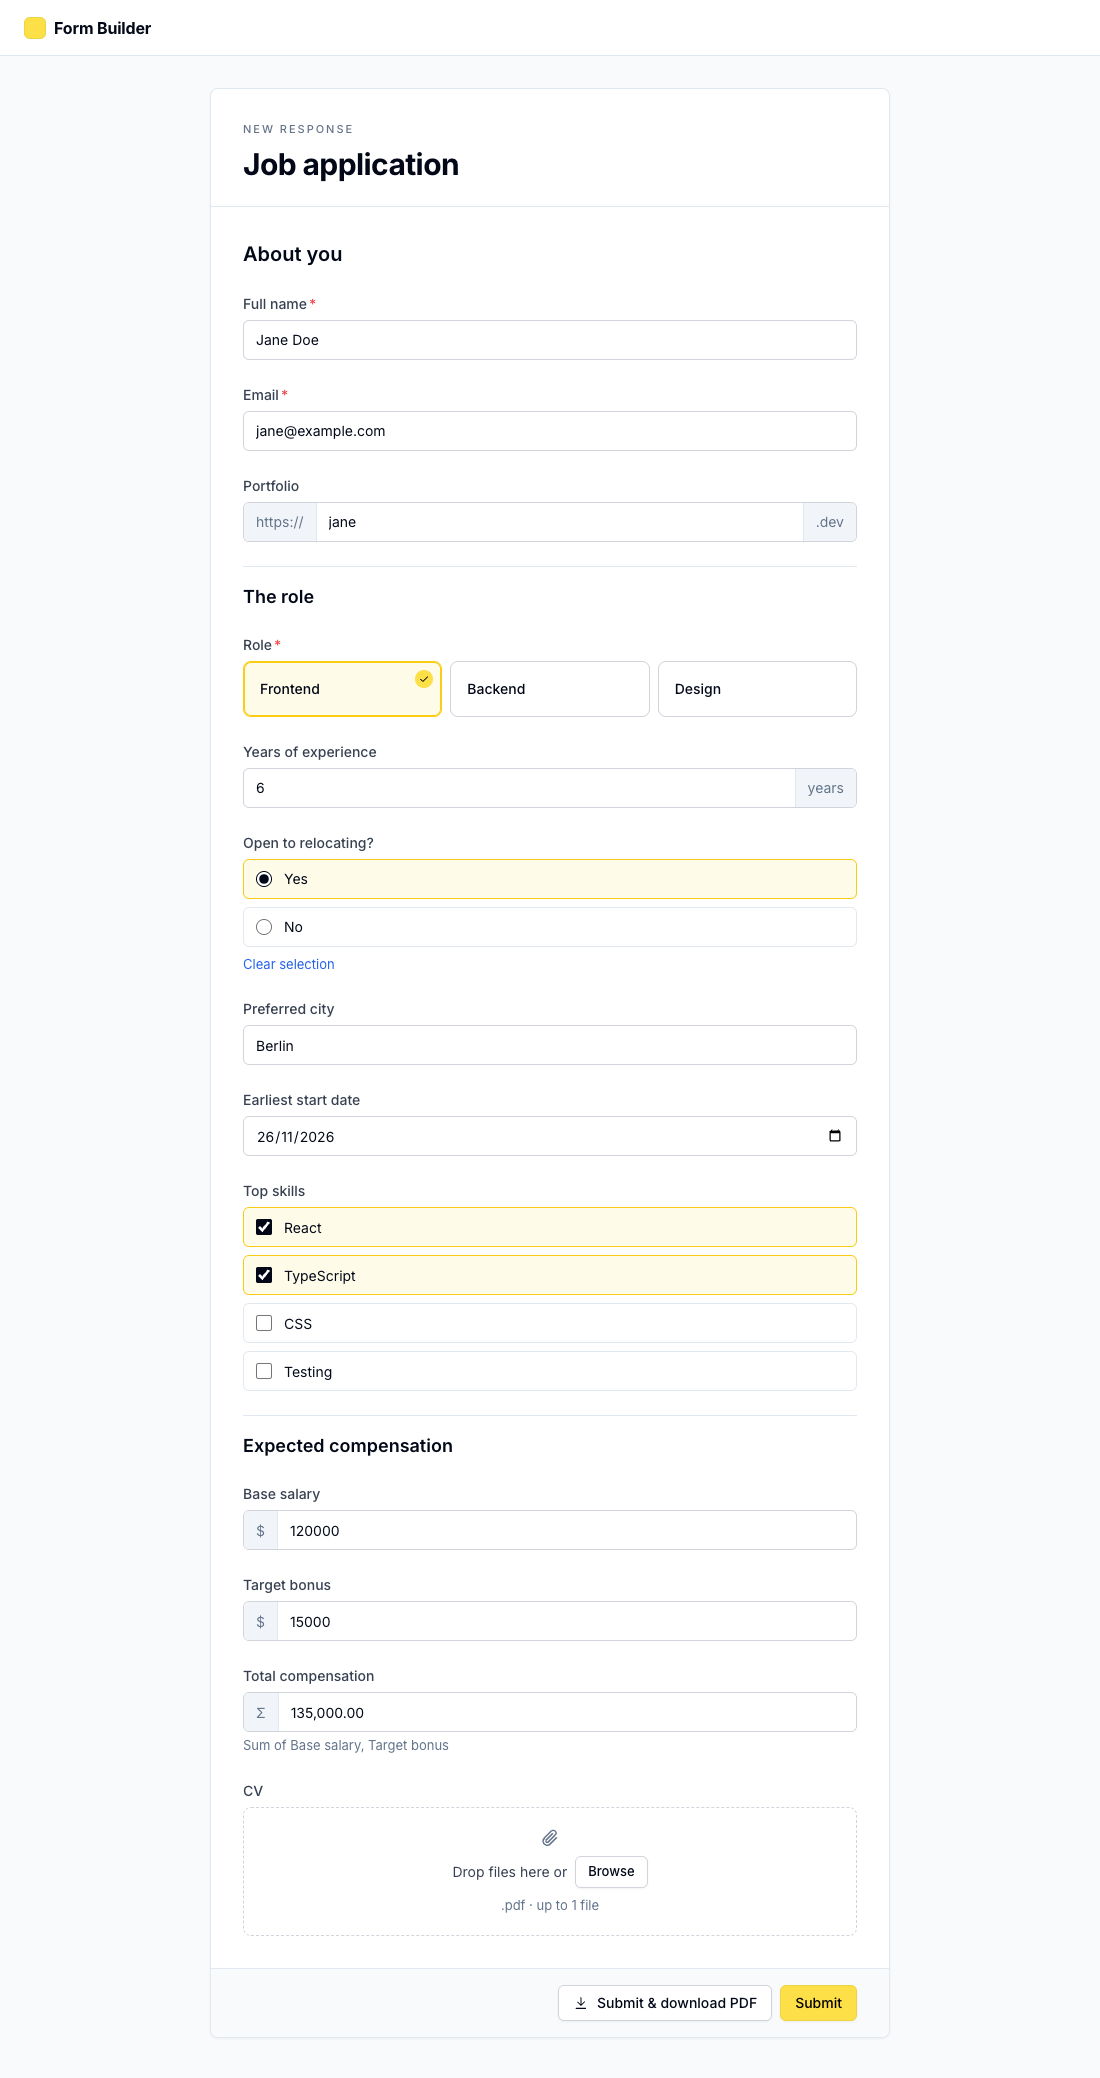 Form Builder
NEW RESPONSE
Job application
About you
Full name*
Jane Doe
Email*
jane@example.com
Portfolio
https:// jane .dev
The role
Role*
Frontend Backend Design
Years of experience
6 years
Open to relocating?
Yes
No
Clear selection
Preferred city
Berlin
Earliest start date
26/11/2026
Top skills
React
TypeScript
CSS
Testing
Expected compensation
Base salary
$ 120000
Target bonus
$ 15000
Total compensation
Σ 135,000.00
Sum of Base salary, Target bonus
CV
Drop files here or Browse
.pdf · up to 1 file
Submit & download PDF Submit